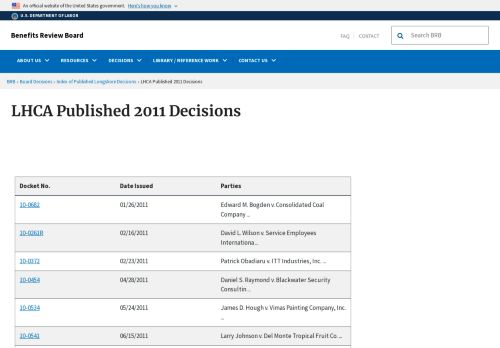 An official website of the United States government. Here's how you know
U.S. DEPARTMENT OF LABOR
Benefits Review Board
FAQ CONTACT
Search BRB
ABOUT US RESOURCES DECISIONS LIBRARY / REFERENCE WORK CONTACT US
BRB » Board Decisions » Index of Published Longshore Decisions » LHCA Published 2011 Decisions
LHCA Published 2011 Decisions
Docket No. Date Issued Parties
10-0682 01/26/2011 Edward M. Bogden v. Consolidated Coal
Company ...
10-0261R 02/16/2011 David L. Wilson v. Service Employees
Internationa...
10-0372 02/23/2011 Patrick Obadiaru v. ITT Industries, Inc. ...
10-0454 04/28/2011 Daniel S. Raymond v. Blackwater Security
Consultin ...
10-0534 05/24/2011 James D. Hough v. Vimas Painting Company, Inc.
...
10-0541 06/15/2011 Larry Johnson v. Del Monte Tropical Fruit Co ...